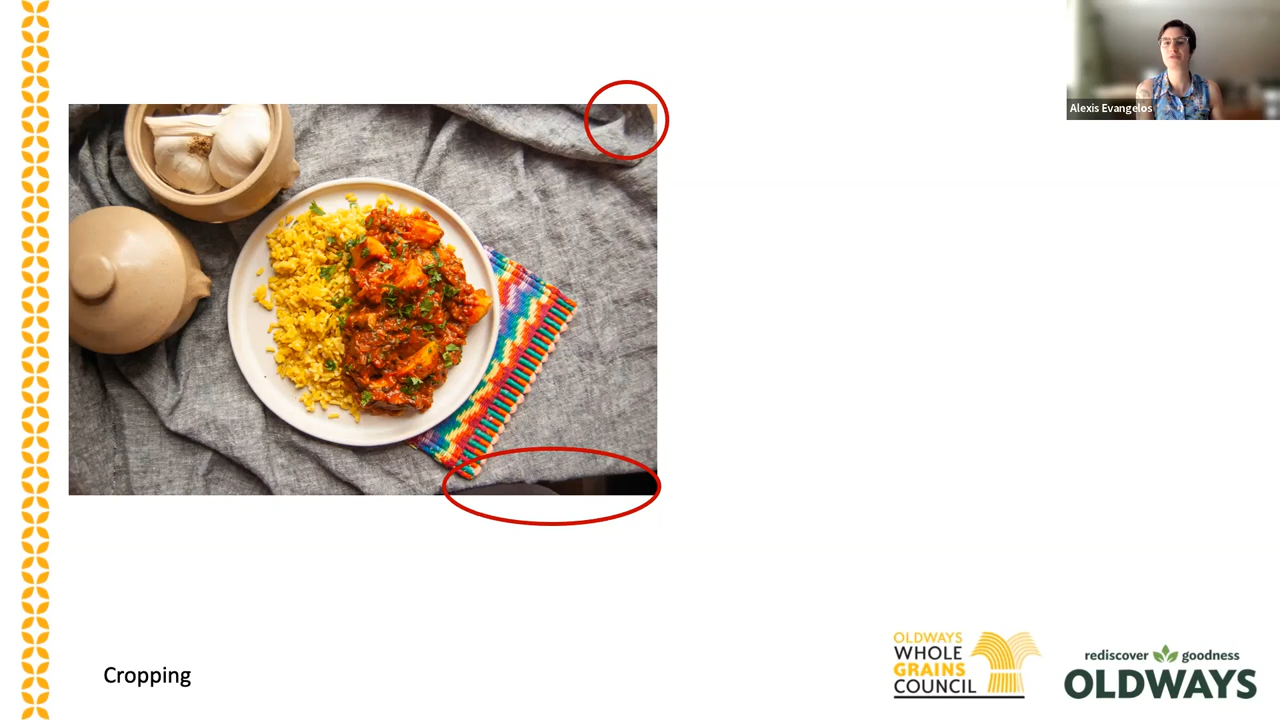 Alexis Evangelos
Cropping
OLDWAYS
WHOLE
GRAINS
COUNCIL
rediscover goodness
OLDWAYS